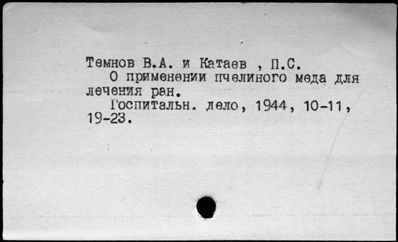 Темнов В.А. и Катаев , П.С.
О применении пчелиного меда для
лечения ран.
Госпитальн. дело, 1944, 10-11,
19-23.